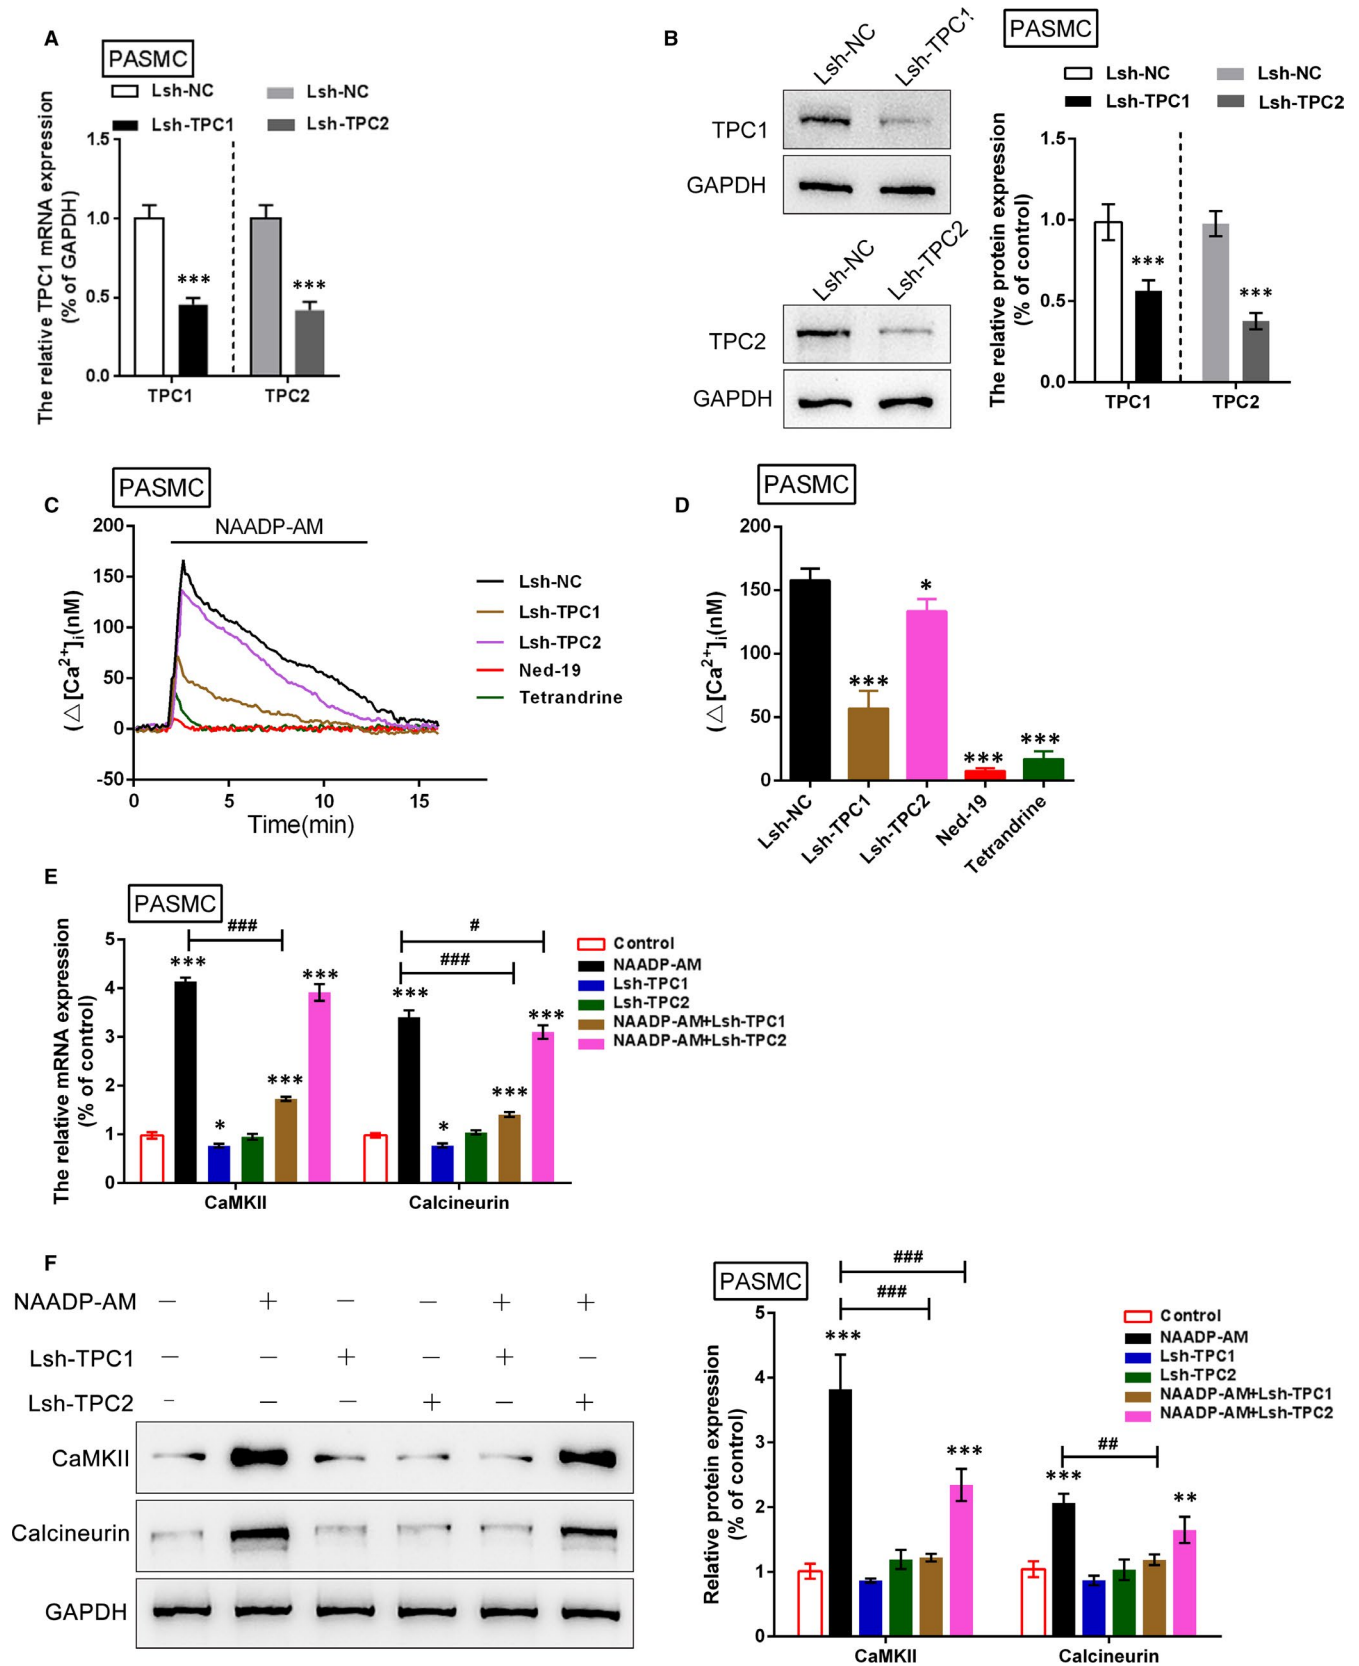 A
PASMC
Lsh-NC
Lsh-NC
Lsh-TPC1
Lsh-TPC2
The relative TPC1 mRNA expression
(% of GAPDH)
1.5
1.0
0.5
0.0
***
***
TPC1
TPC2
B
Lsh-NC
Lsh-TPC1
TPC1
GAPDH
Lsh-NC
Lsh-TPC2
TPC2
GAPDH
PASMC
Lsh-NC
Lsh-NC
Lsh-TPC1
Lsh-TPC2
The relative protein expression
(% of control)
1.5
1.0
0.5
0.0
***
***
TPC1
TPC2
C
PASMC
NAADP-AM
(△ [Ca²⁺]ᵢ(nM)
200
150
100
50
0
-50
0
5
10
15
Time(min)
Lsh-NC
Lsh-TPC1
Lsh-TPC2
Ned-19
Tetrandrine
D
PASMC
(△ [Ca²⁺]ᵢ(nM)
200
150
100
50
0
***
*
***
***
Lsh-NC
Lsh-TPC1
Lsh-TPC2
Ned-19
Tetrandrine
E
PASMC
The relative mRNA expression
(% of control)
5
4
3
2
1
0
###
#
###
***
*
***
***
***
*
***
***
CaMKII
Calcineurin
Control
NAADP-AM
Lsh-TPC1
Lsh-TPC2
NAADP-AM+Lsh-TPC1
NAADP-AM+Lsh-TPC2
F
NAADP-AM — + — — + +
Lsh-TPC1 — — + — + —
Lsh-TPC2 - — — + — +
CaMKII
Calcineurin
GAPDH
PASMC
Relative protein expression
(% of control)
5
4
3
2
1
0
###
###
***
***
##
***
**
CaMKII
Calcineurin
Control
NAADP-AM
Lsh-TPC1
Lsh-TPC2
NAADP-AM+Lsh-TPC1
NAADP-AM+Lsh-TPC2